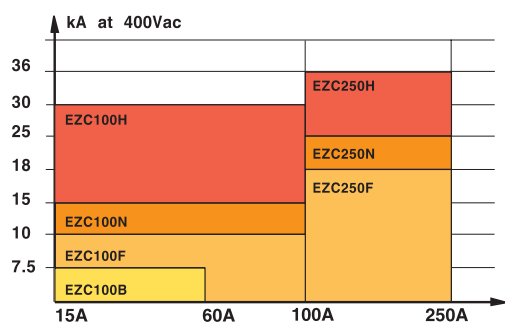 kA at 400Vac
36
EZC250H
30
EZC100H
25
EZC250N
18
EZC250F
15
EZC100N
10
EZC100F
7.5
EZC100B
15A 60A 100A 250A